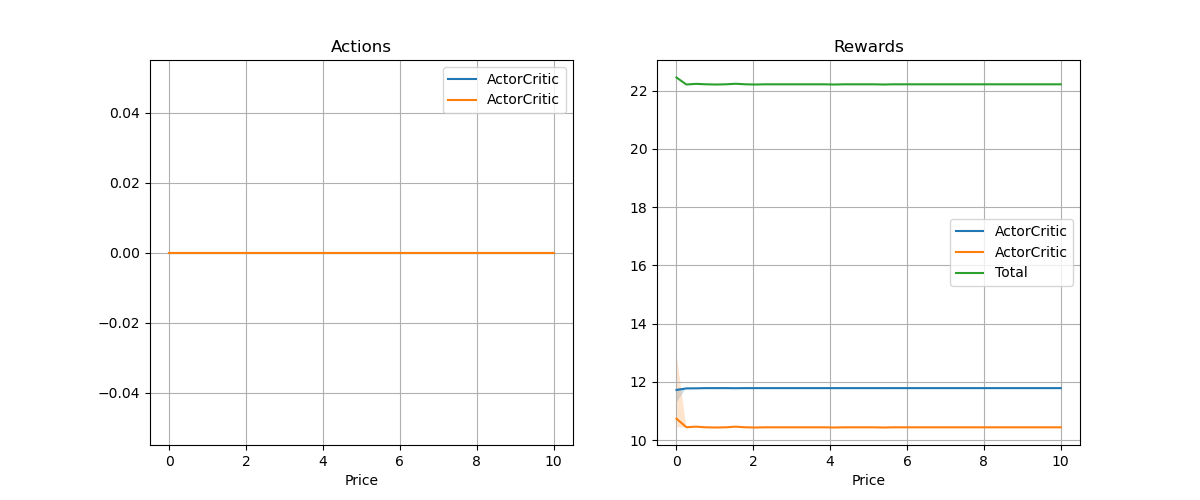 Actions
ActorCritic
ActorCritic
0.04
0.02
0.00
−0.02
−0.04
0 2 4 6 8 10
Price
Rewards
22
20
18
16
14
12
10
ActorCritic
ActorCritic
Total
0 2 4 6 8 10
Price